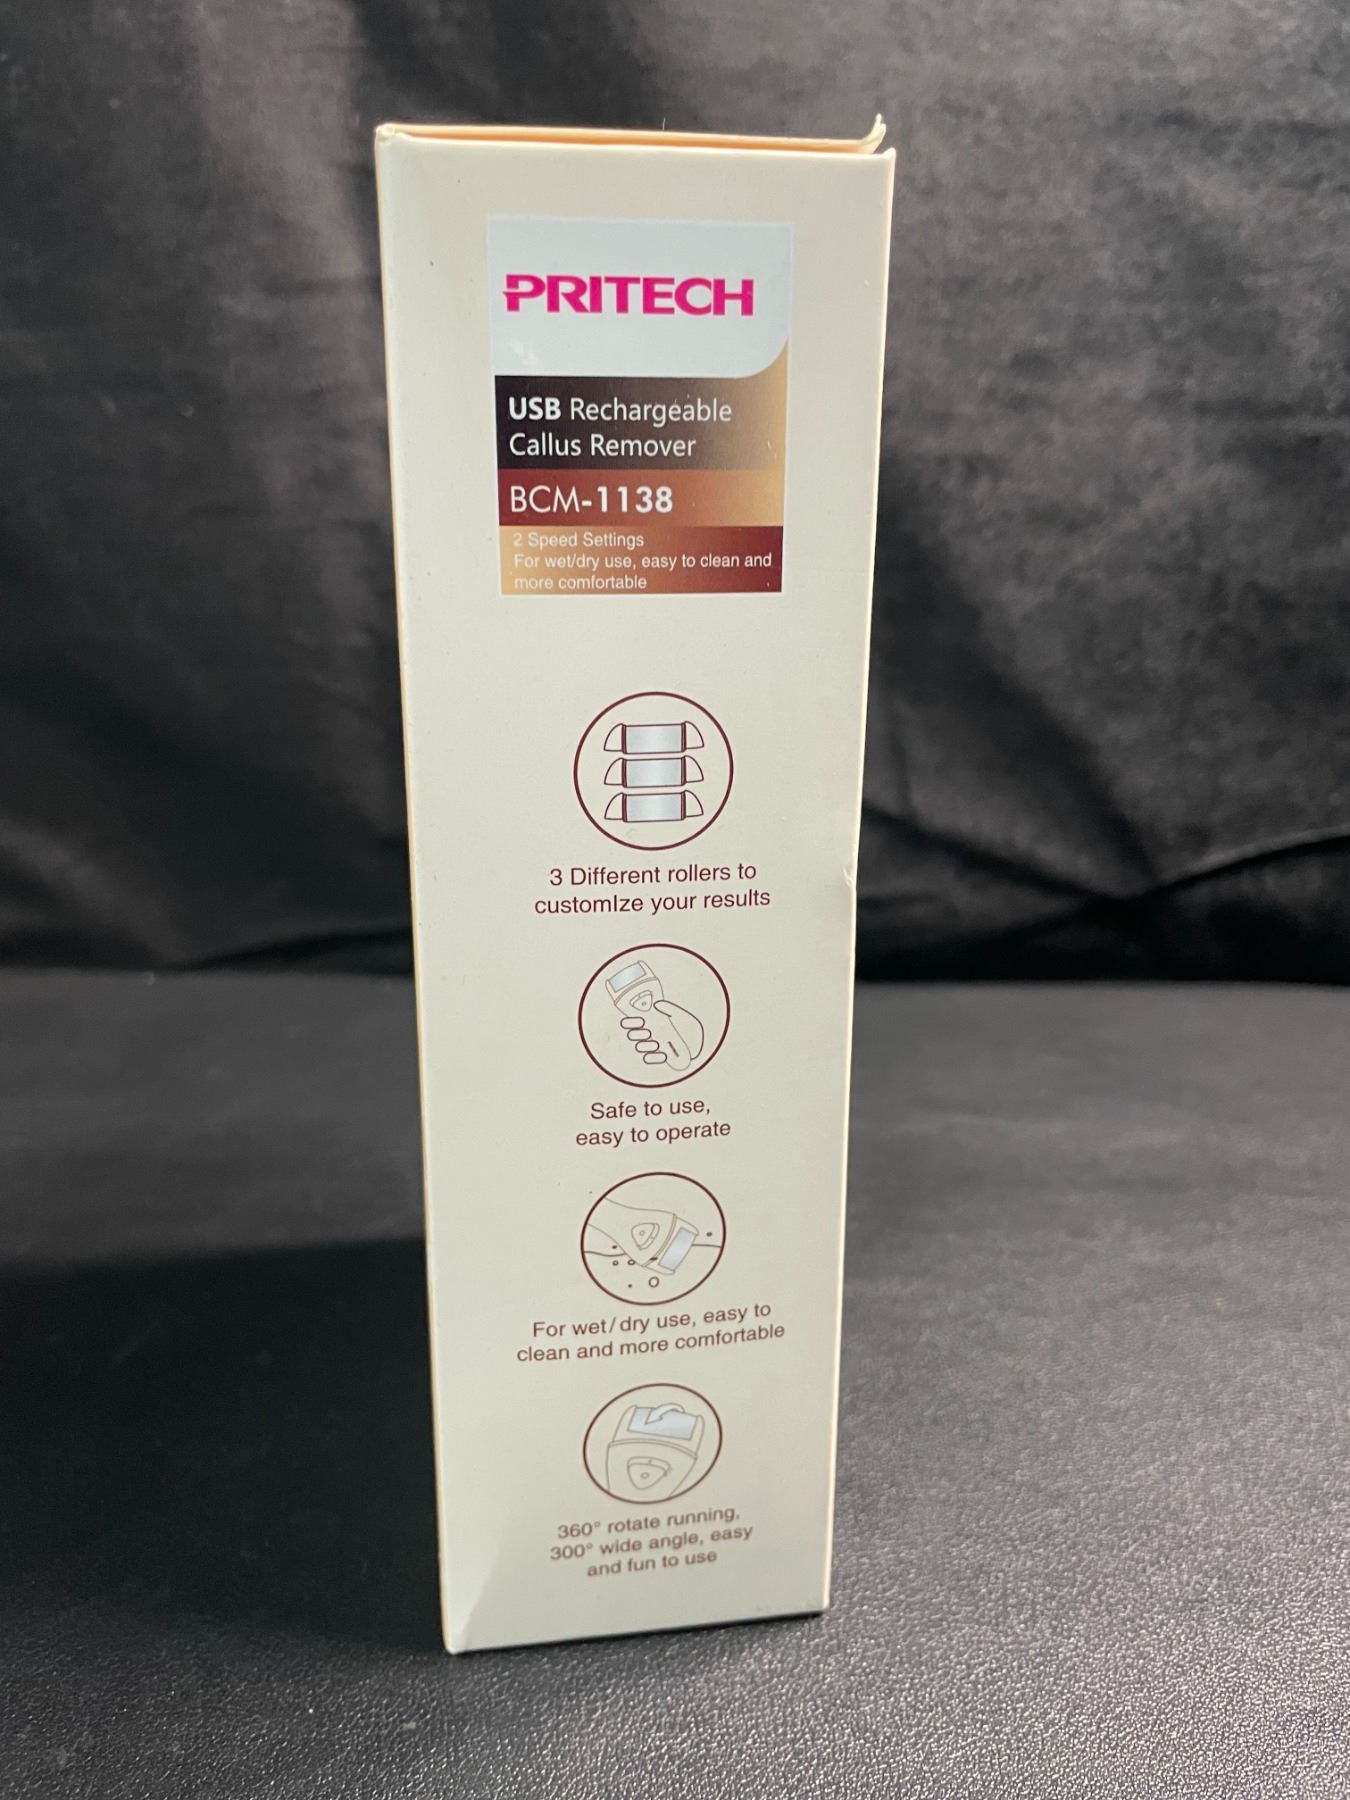 PRITECH
USB Rechargeable
Callus Remover
BCM-1138
2 Speed Settings
For wet/dry use, easy to clean and
more comfortable
3 Different rollers to
customIze your results
Safe to use,
easy to operate
For wet/dry use, easy to
clean and more comfortable
360° rotate running,
300° wide angle, easy
and fun to use